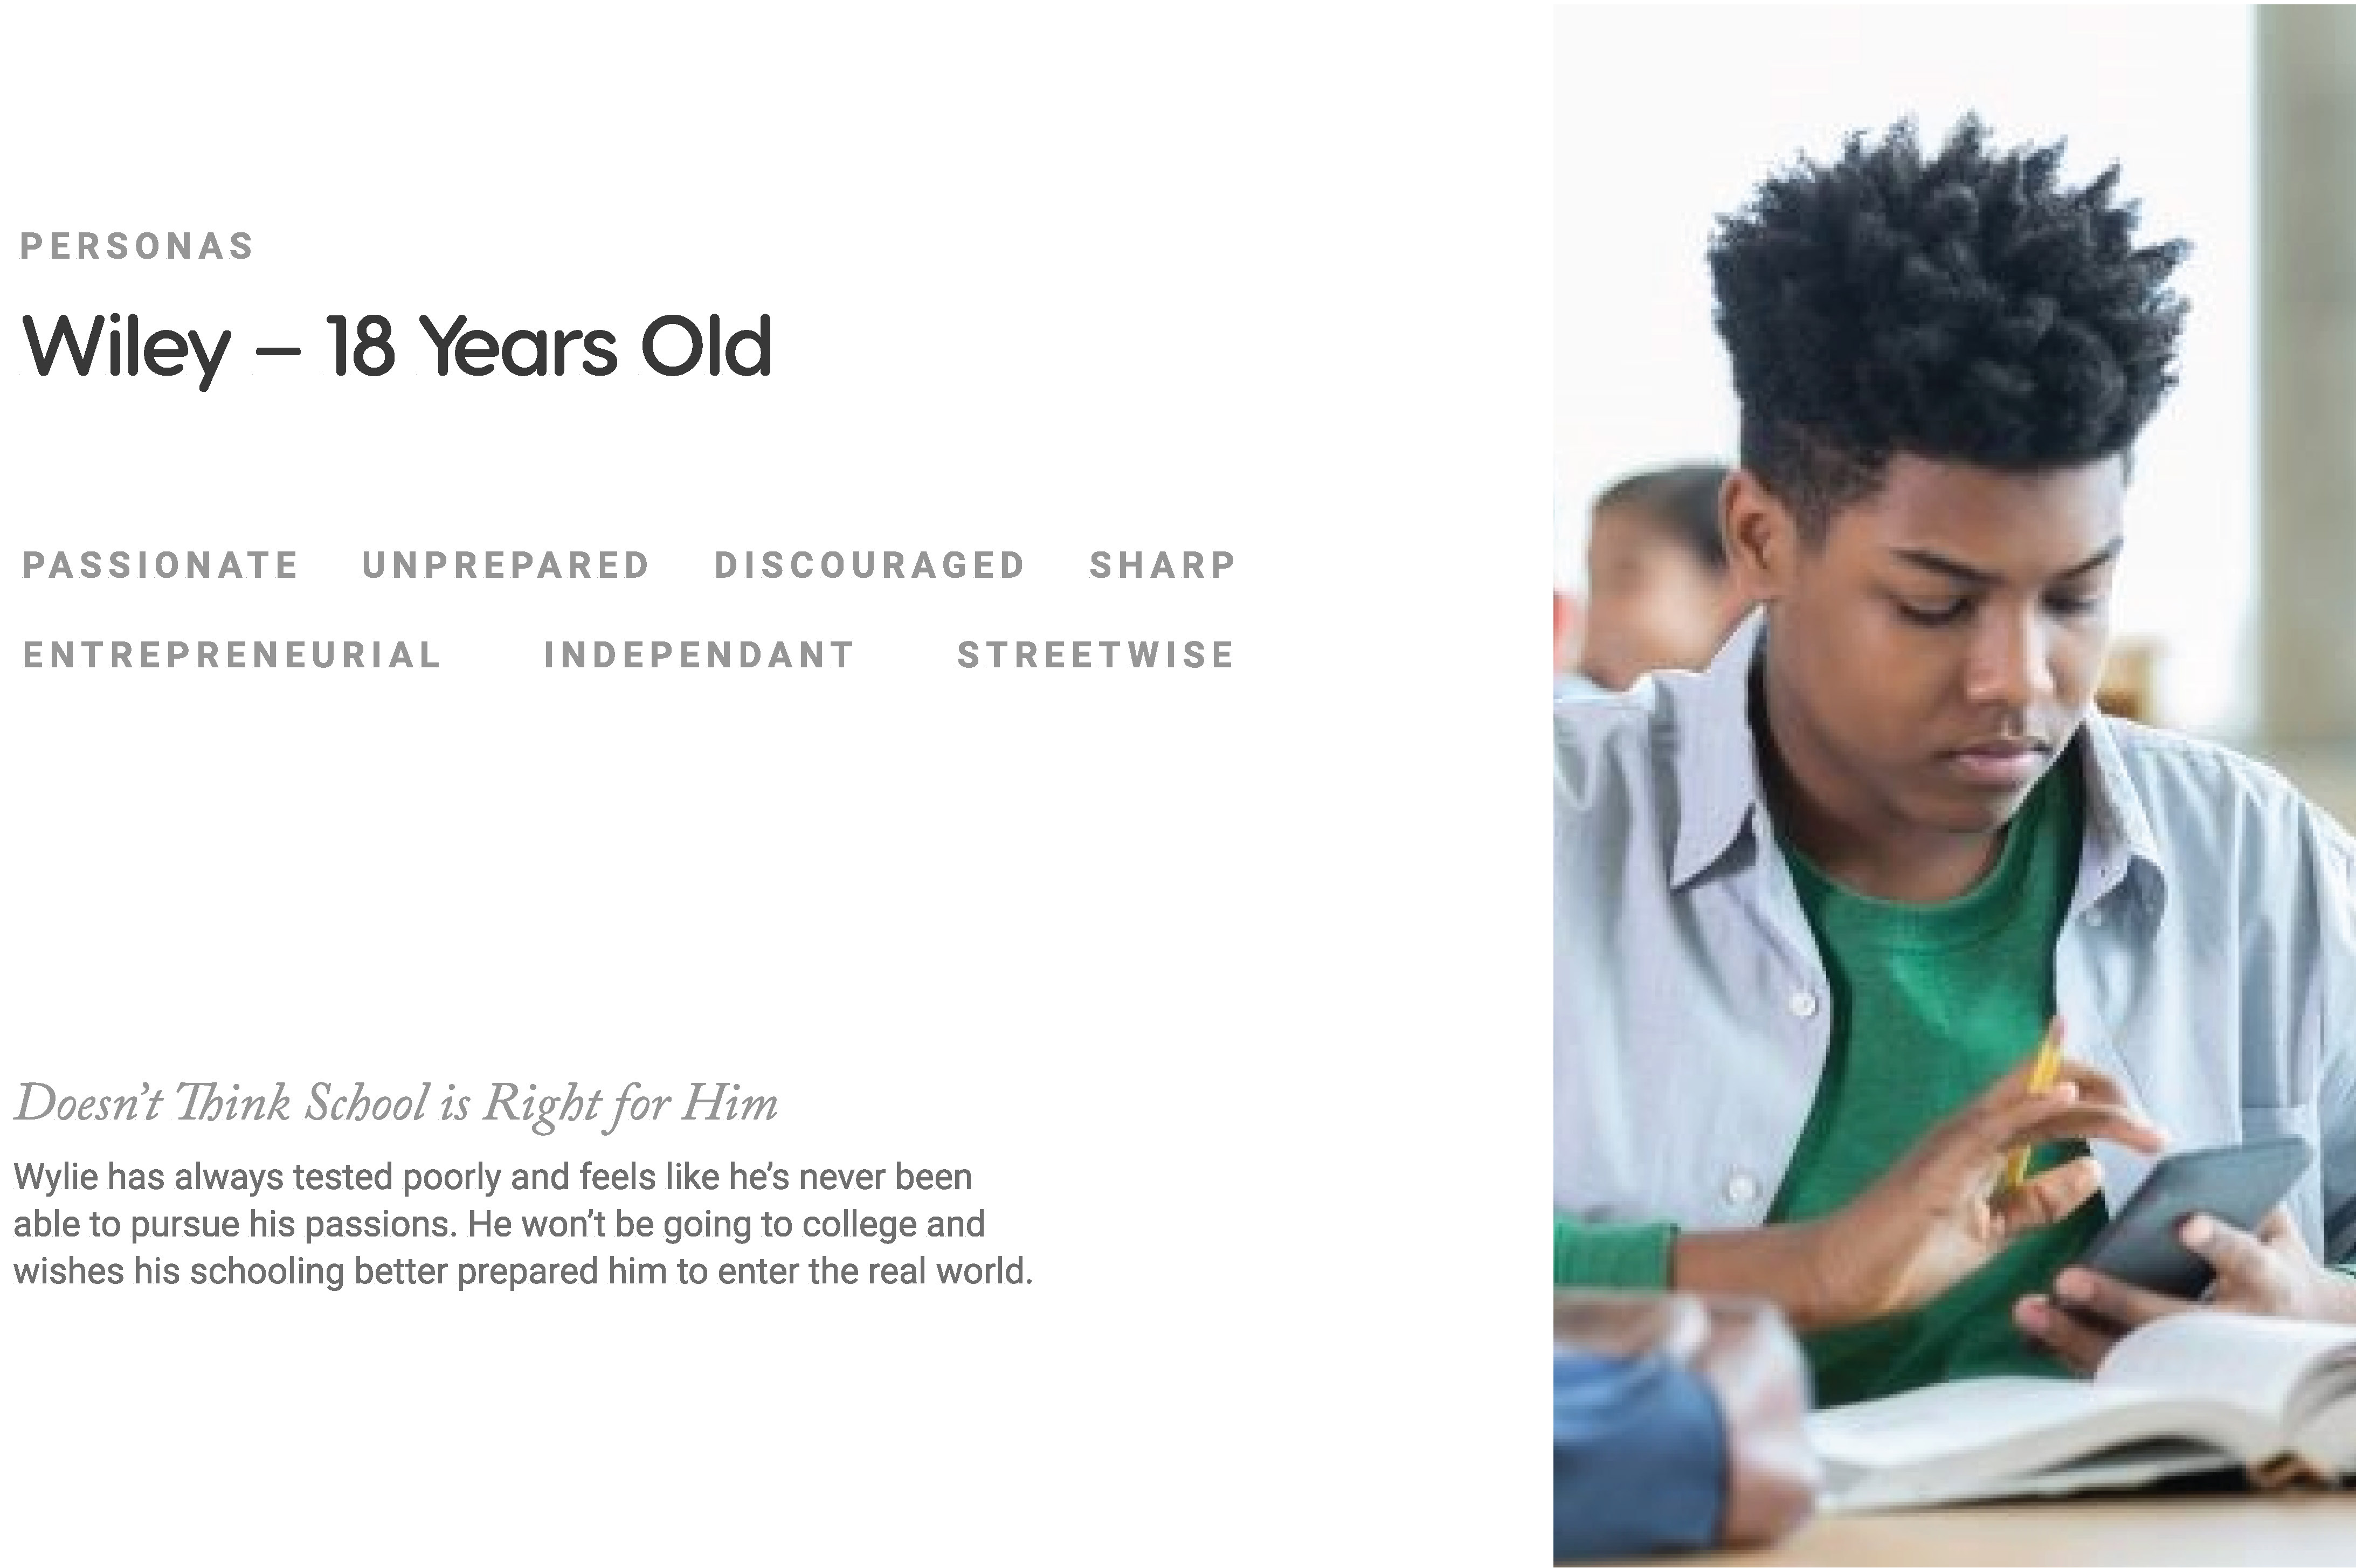 PERSONAS
Wiley – 18 Years Old
PASSIONATE UNPREPARED DISCOURAGED SHARP
ENTREPRENEURIAL INDEPENDANT STREETWISE
Doesn’t Think School is Right for Him
Wylie has always tested poorly and feels like he’s never been
able to pursue his passions. He won’t be going to college and
wishes his schooling better prepared him to enter the real world.